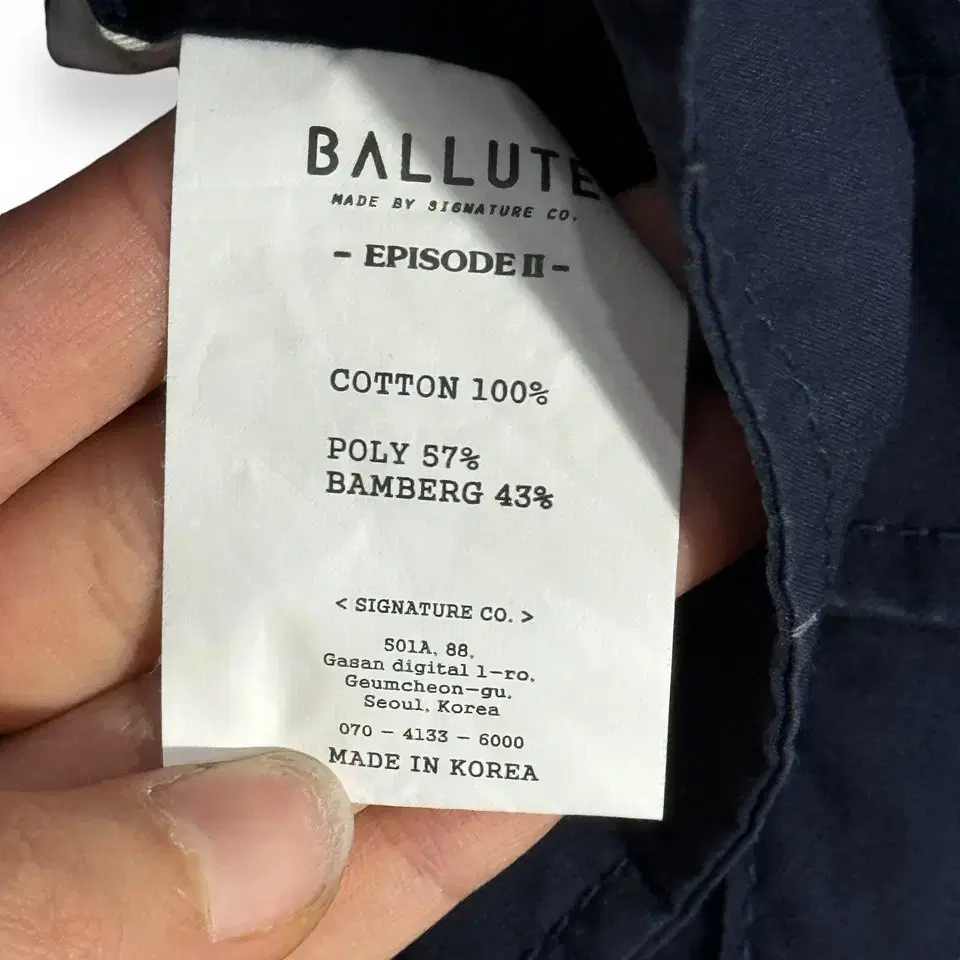 BALLUTE
MADE BY SIGNATURE CO.
- EPISODE II -
COTTON 100%
POLY 57%
BAMBERG 43%
< SIGNATURE CO. >
501A, 88,
Gasan digital 1-ro,
Geumcheon-gu,
Seoul, Korea
070 - 4133 - 6000
MADE IN KOREA